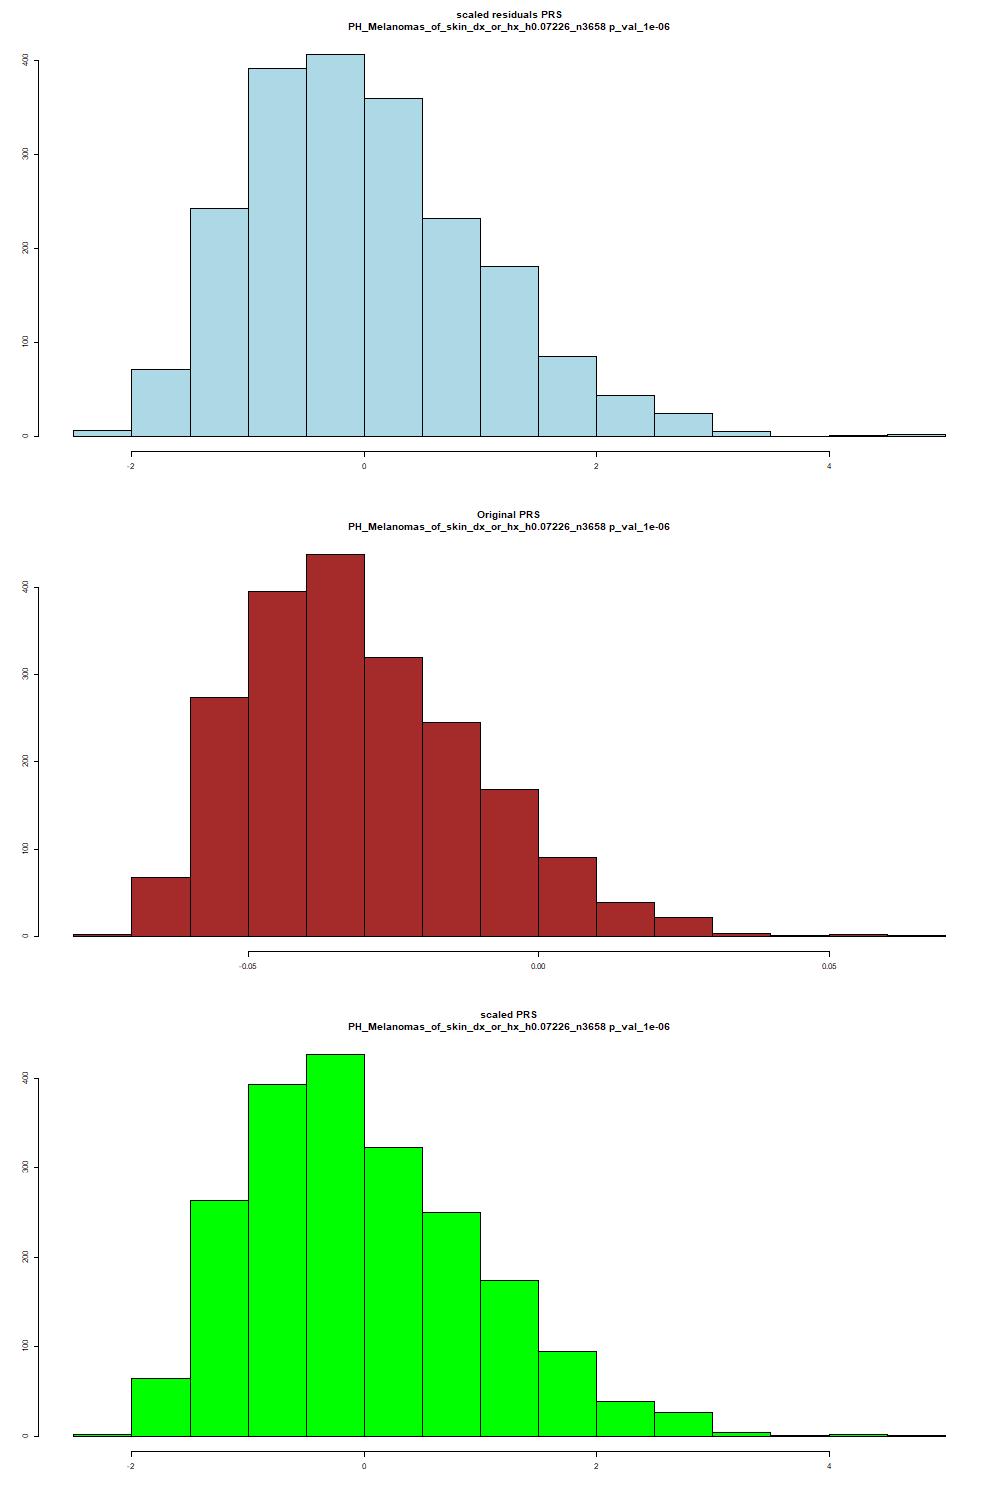 scaled residuals PRS
PH_Melanomas_of_skin_dx_or_hx_h0.07226_n3658 p_val_1e-06
400
300
200
100
0
-2 0 2 4
Original PRS
PH_Melanomas_of_skin_dx_or_hx_h0.07226_n3658 p_val_1e-06
400
300
200
100
0
-0.05 0.00 0.05
scaled PRS
PH_Melanomas_of_skin_dx_or_hx_h0.07226_n3658 p_val_1e-06
400
300
200
100
0
-2 0 2 4